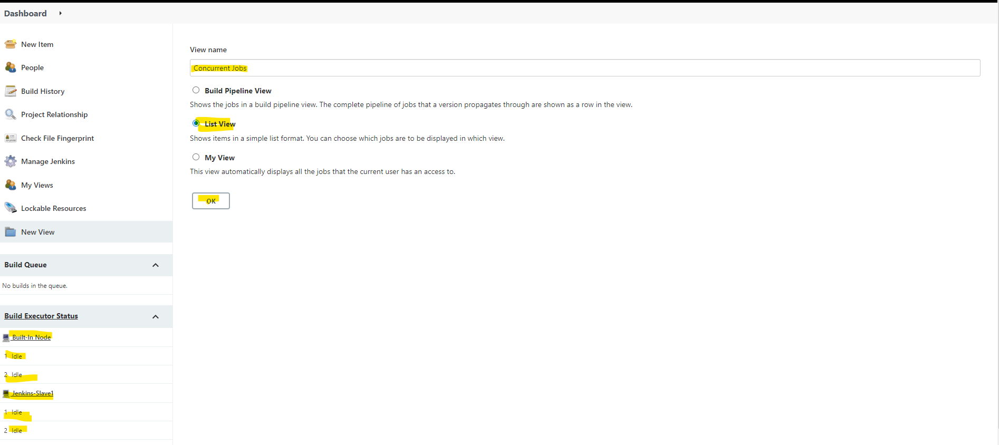 Dashboard
New Item
People
Build History
Project Relationship
Check File Fingerprint
Manage Jenkins
My Views
Lockable Resources
New View
Build Queue
No builds in the queue.
Build Executor Status
Built-In Node
1 Idle
2 Idle
Jenkins-Slave1
1 Idle
2 Idle
View name
Concurrent Jobs
Build Pipeline View
Shows the jobs in a build pipeline view. The complete pipeline of jobs that a version propagates through are shown as a row in the view.
List View
Shows items in a simple list format. You can choose which jobs are to be displayed in which view.
My View
This view automatically displays all the jobs that the current user has an access to.
OK